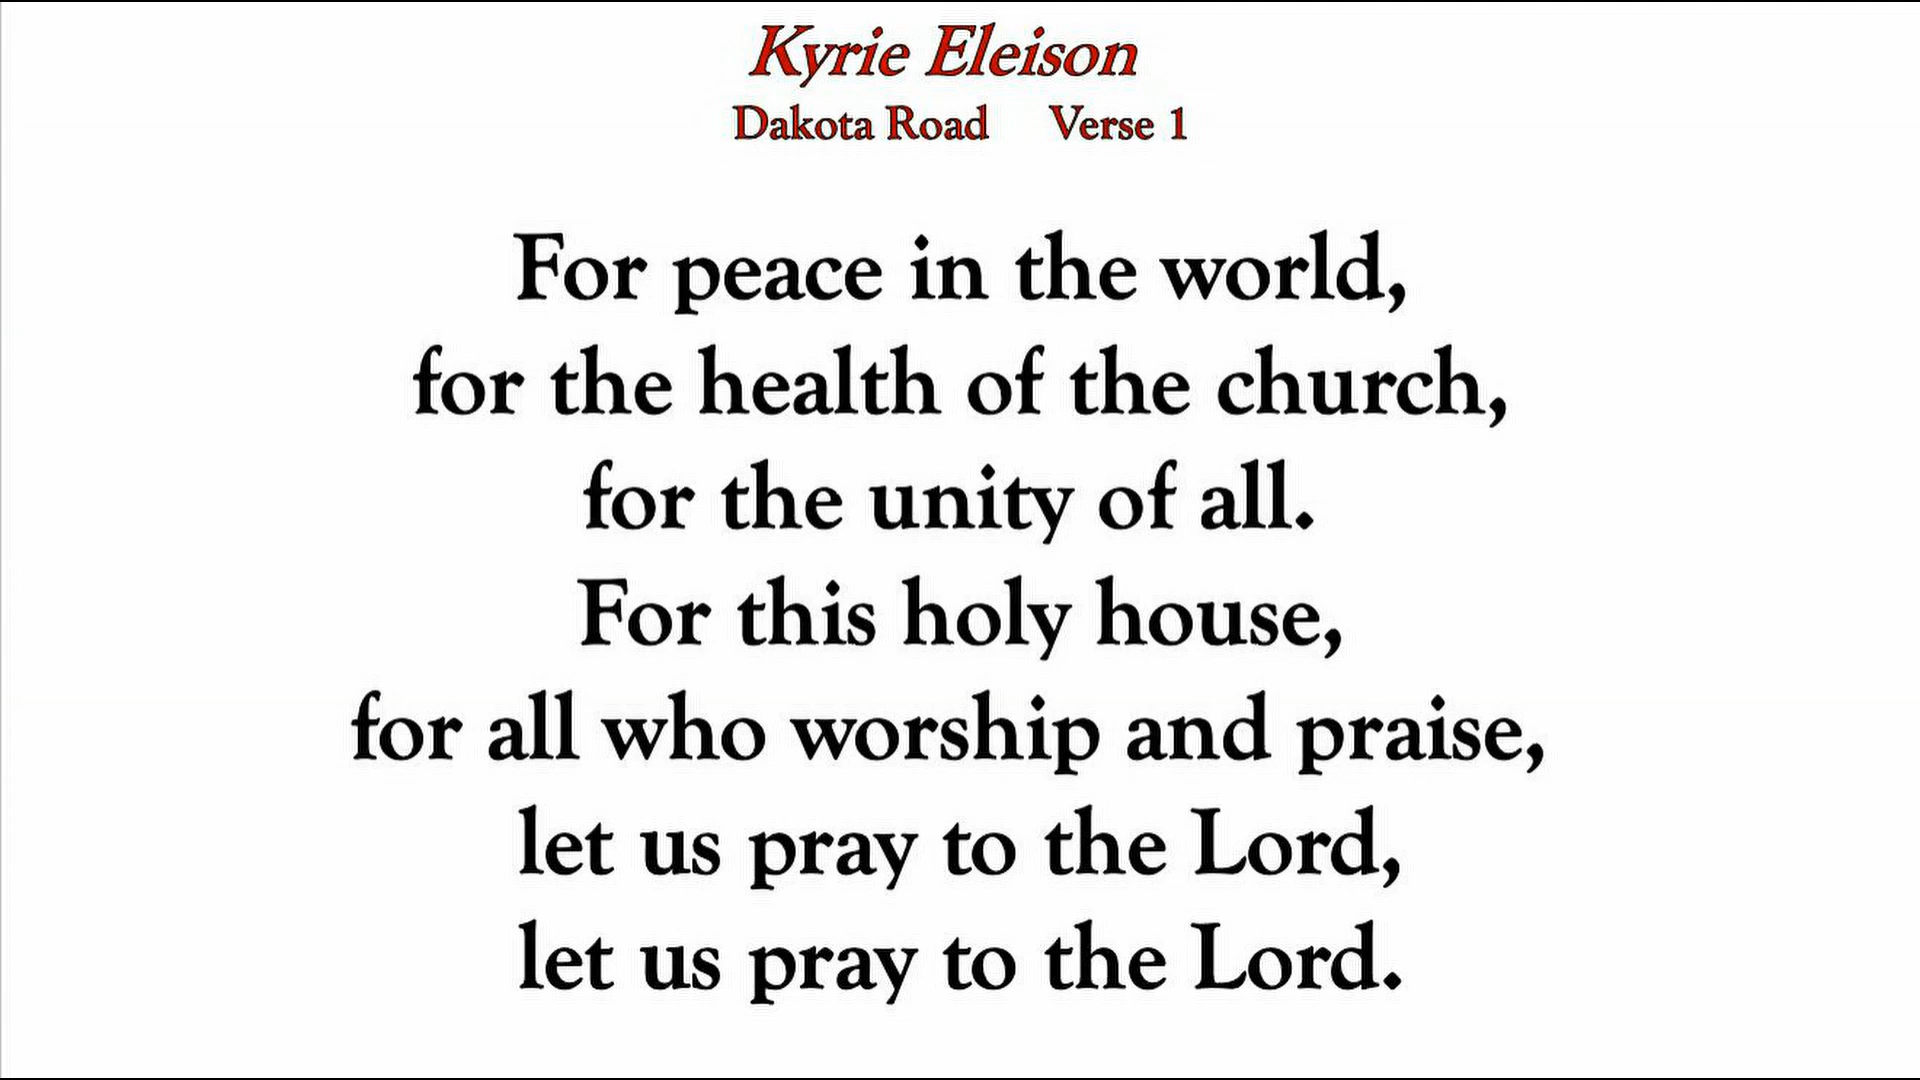 Kyrie Eleison
Dakota Road Verse 1
For peace in the world,
for the health of the church,
for the unity of all.
For this holy house,
for all who worship and praise,
let us pray to the Lord,
let us pray to the Lord.